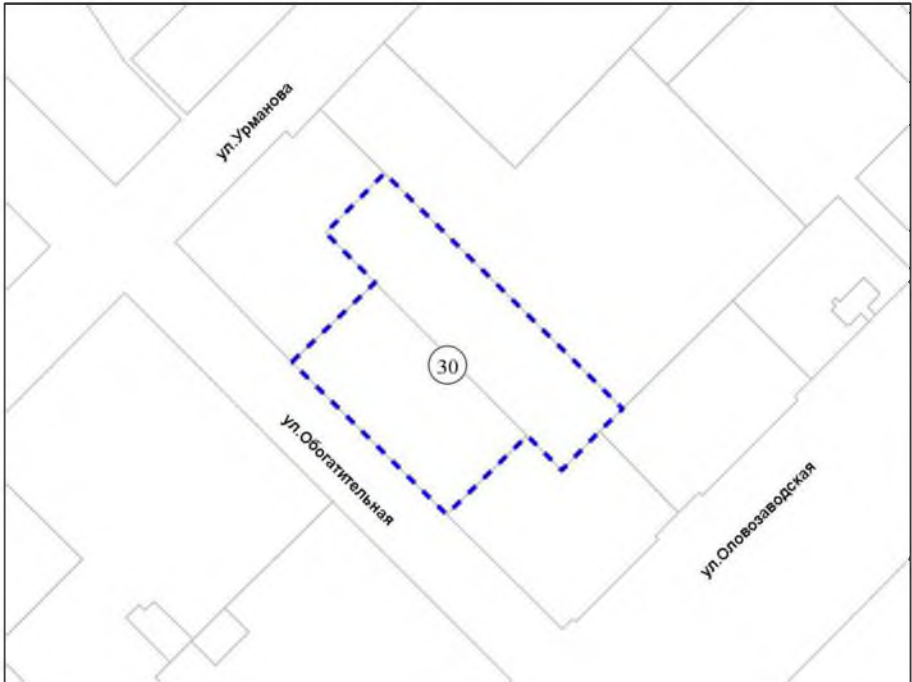 ул.Урманова
30
ул.Обогатительная
ул.Оловозаводская